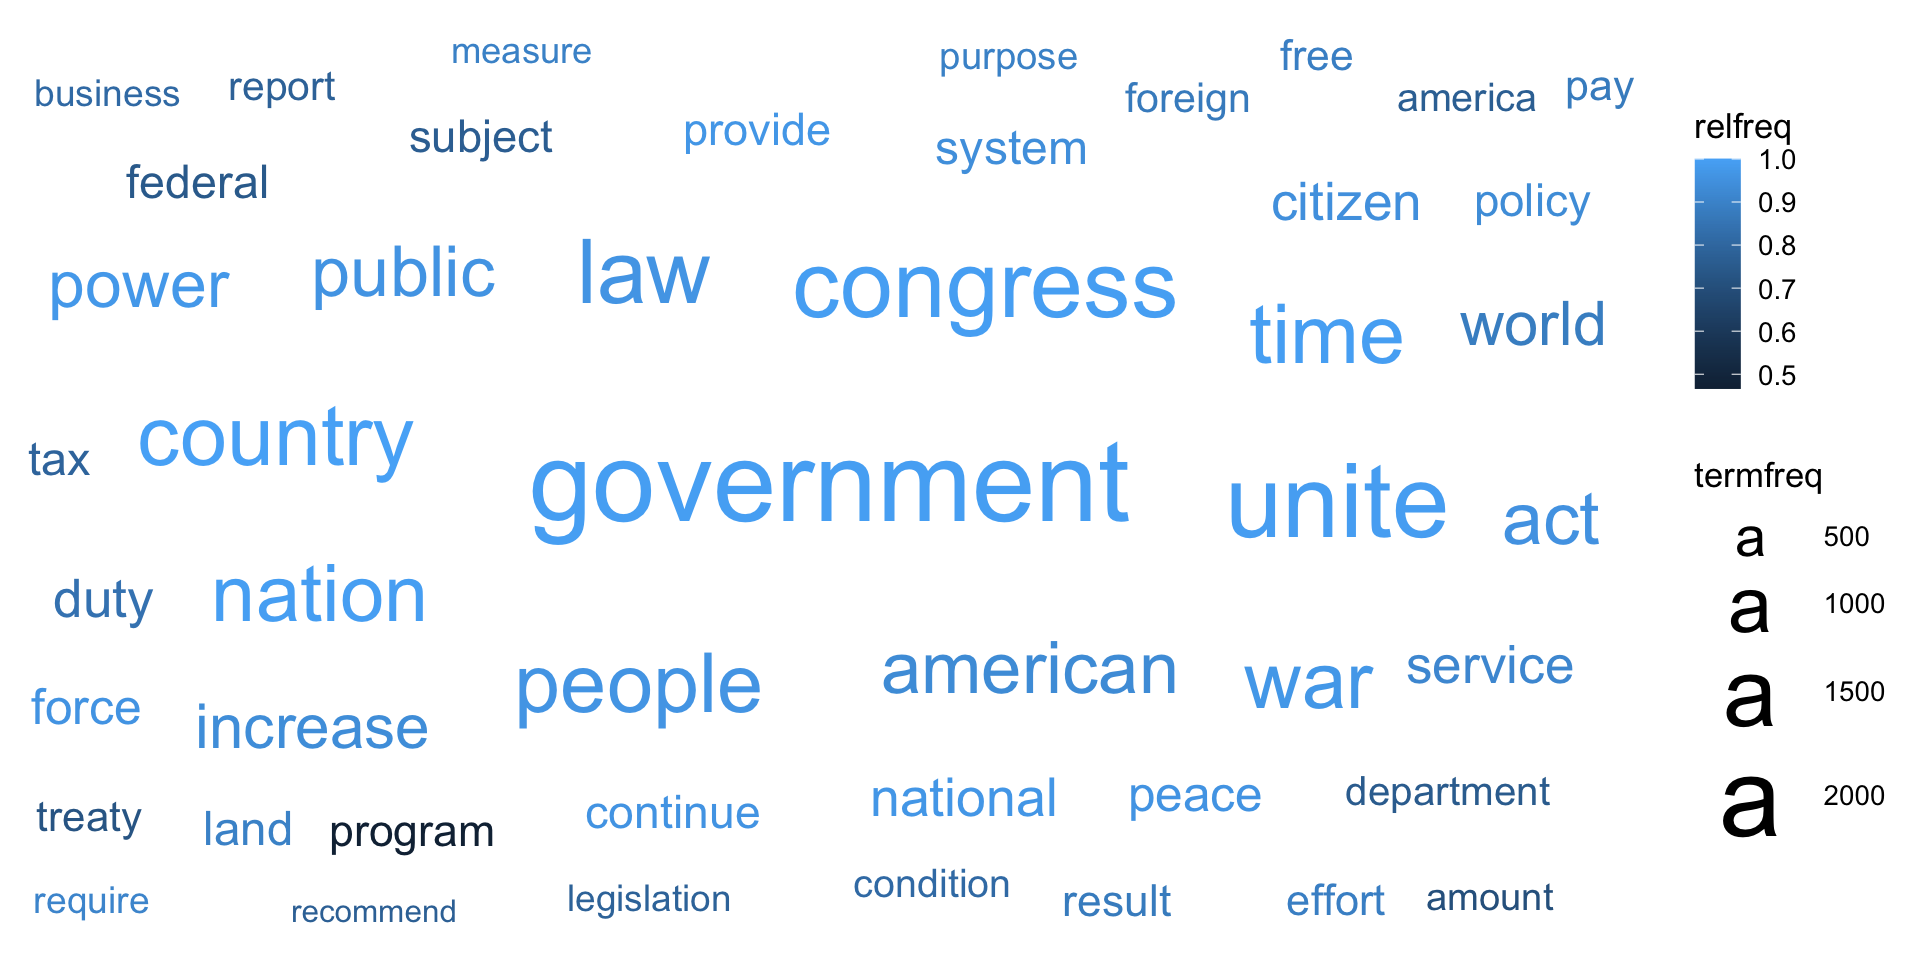 measure
purpose
free
business
report
foreign
america
pay
subject
provide
system
federal
citizen
policy
power
public
law
congress
time
world
tax
country
government
unite
act
duty
nation
people
american
war
service
force
increase
treaty
land
program
continue
national
peace
department
require
recommend
legislation
condition
result
effort
amount
relfreq
1.0
0.9
0.8
0.7
0.6
0.5
termfreq
a 500
a 1000
a 1500
a 2000